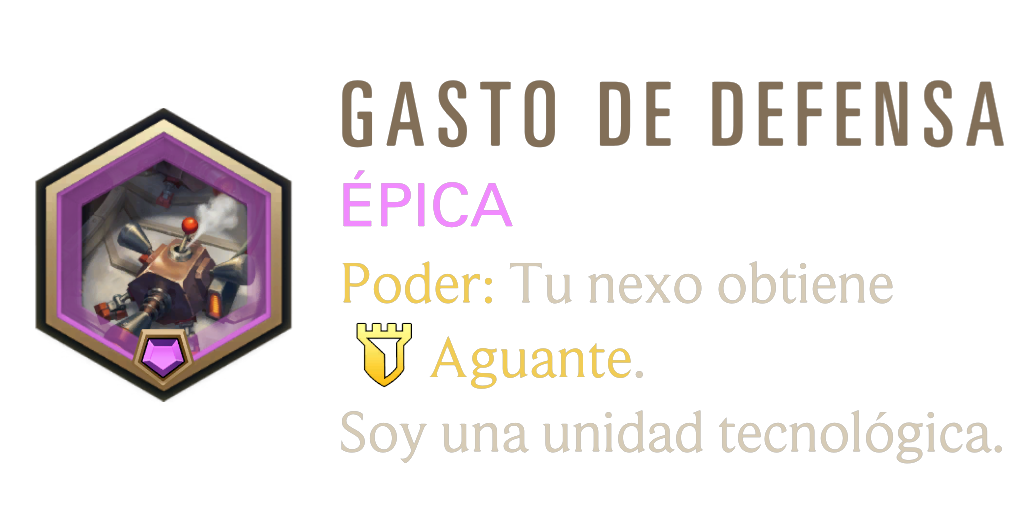 GASTO DE DEFENSA
ÉPICA
Poder: Tu nexo obtiene
Aguante.
Soy una unidad tecnológica.